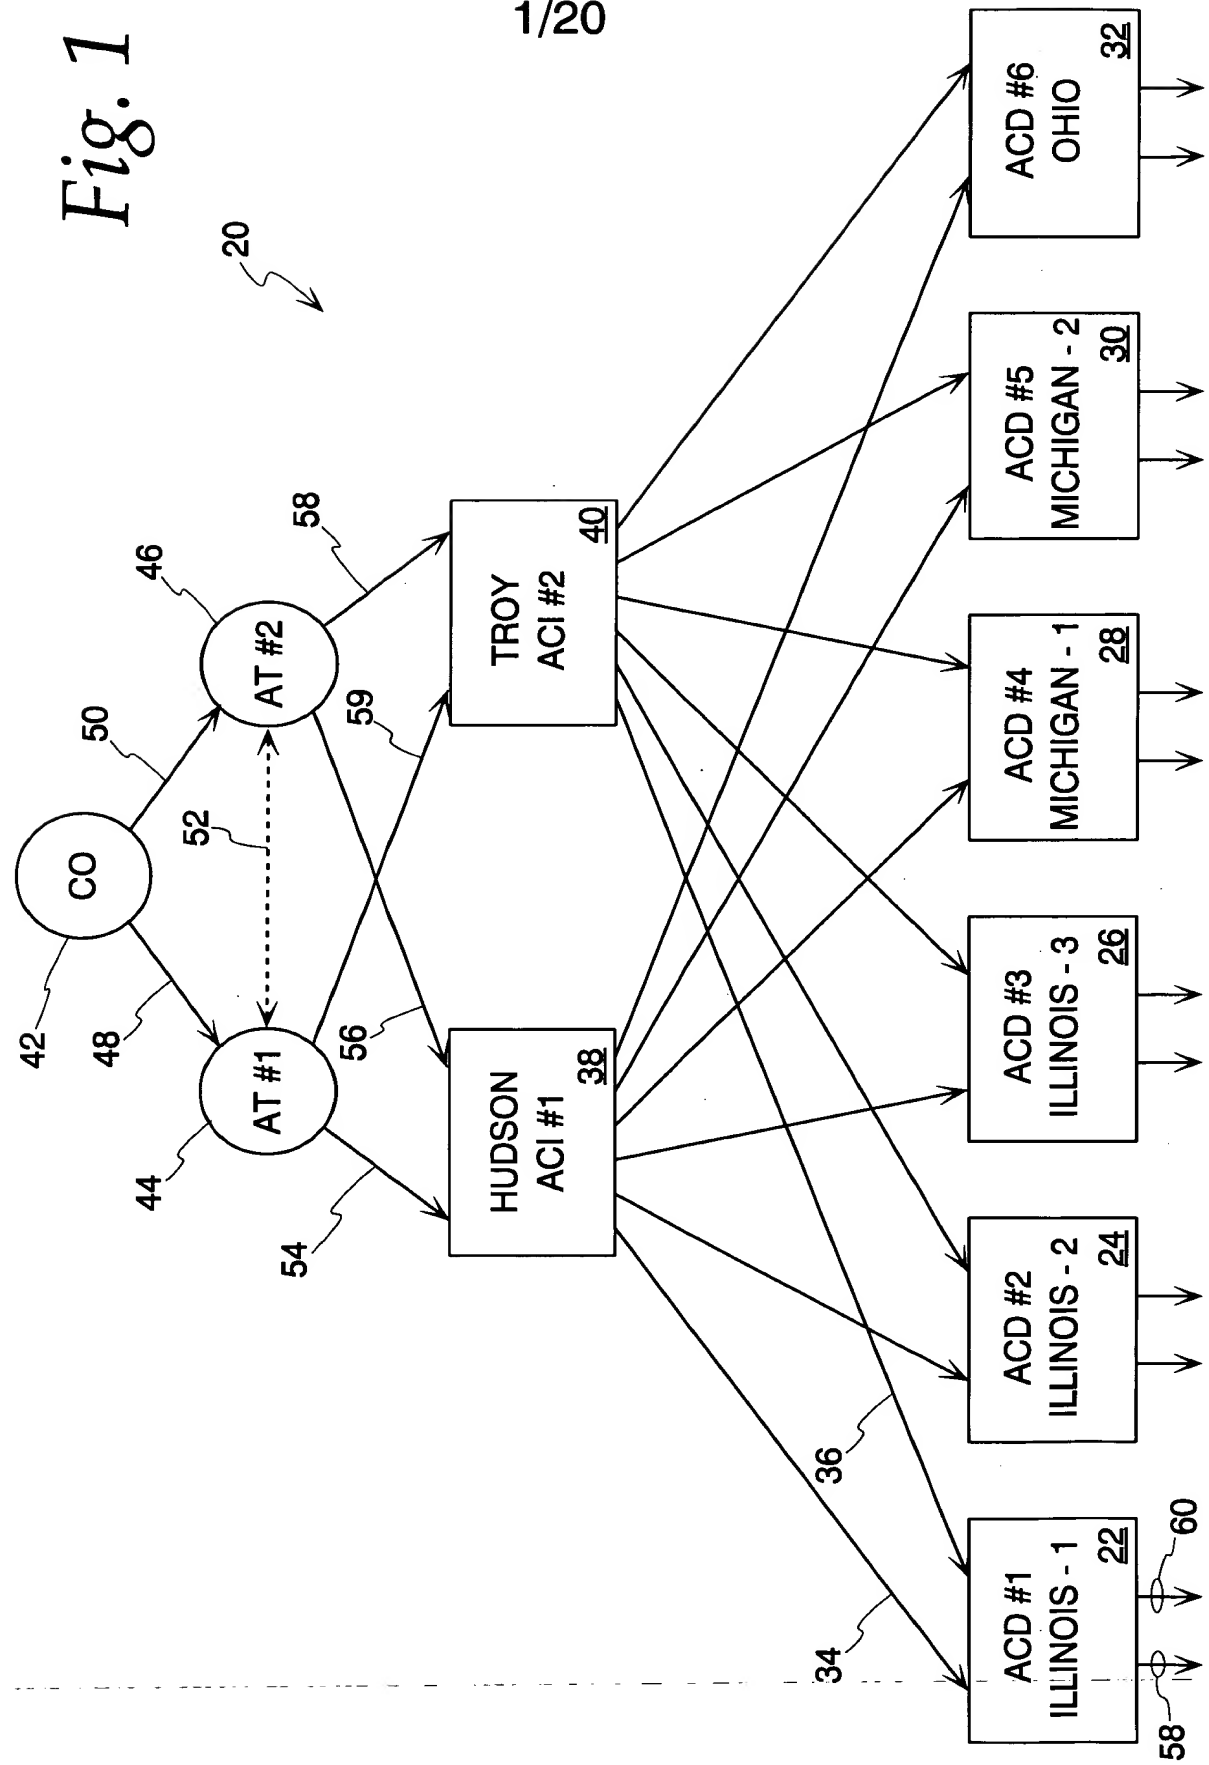 1/20
Fig. 1
20
CO
42
48
50
52
AT #1
44
AT #2
46
54
56
59
58
HUDSON
ACI #1
38
TROY
ACI #2
40
34
36
ACD #1
ILLINOIS - 1
22
ACD #2
ILLINOIS - 2
24
ACD #3
ILLINOIS - 3
26
ACD #4
MICHIGAN - 1
28
ACD #5
MICHIGAN - 2
30
ACD #6
OHIO
32
58
60